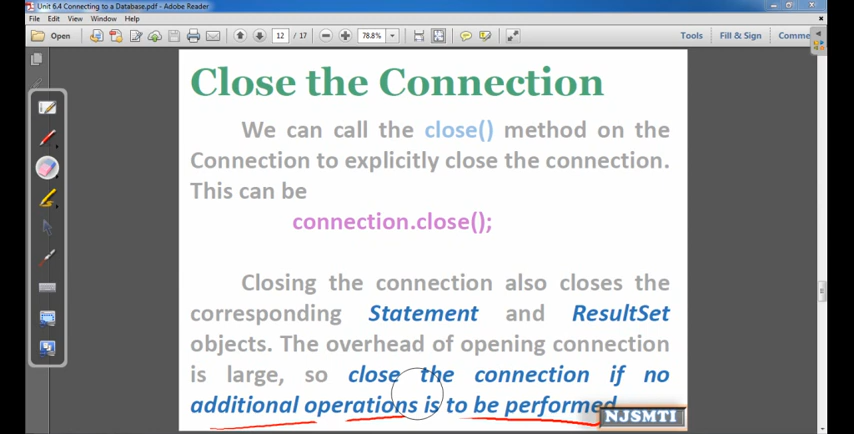 Unit 6.4 Connecting to a Database.pdf - Adobe Reader
File Edit View Window Help
Open 12 / 17 78.8% Tools Fill & Sign Comme
Close the Connection
We can call the close() method on the
Connection to explicitly close the connection.
This can be
connection.close();
Closing the connection also closes the
corresponding Statement and ResultSet
objects. The overhead of opening connection
is large, so close the connection if no
additional operations is to be performed
NJSMTI